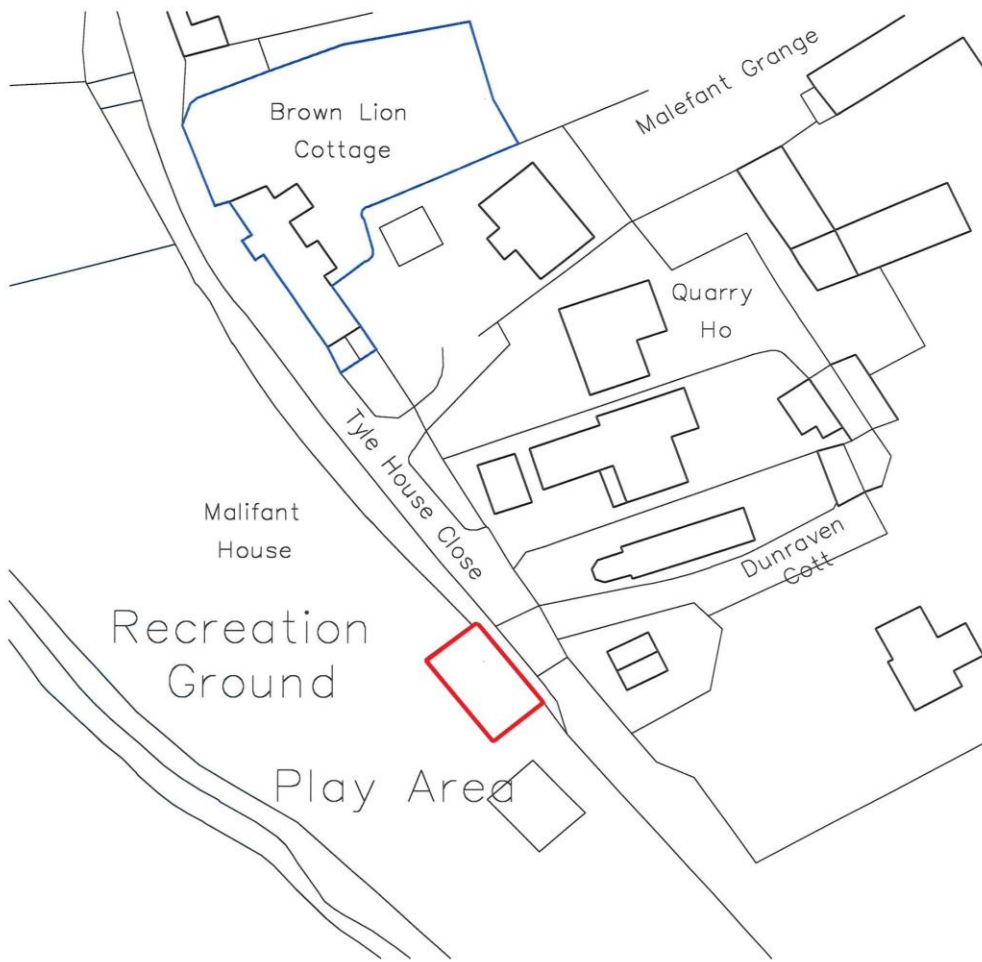 Brown Lion
Cottage
Malefant Grange
Quarry
Ho
Tyle House Close
Malifant
House
Dunraven
Cott
Recreation
Ground
Play Area